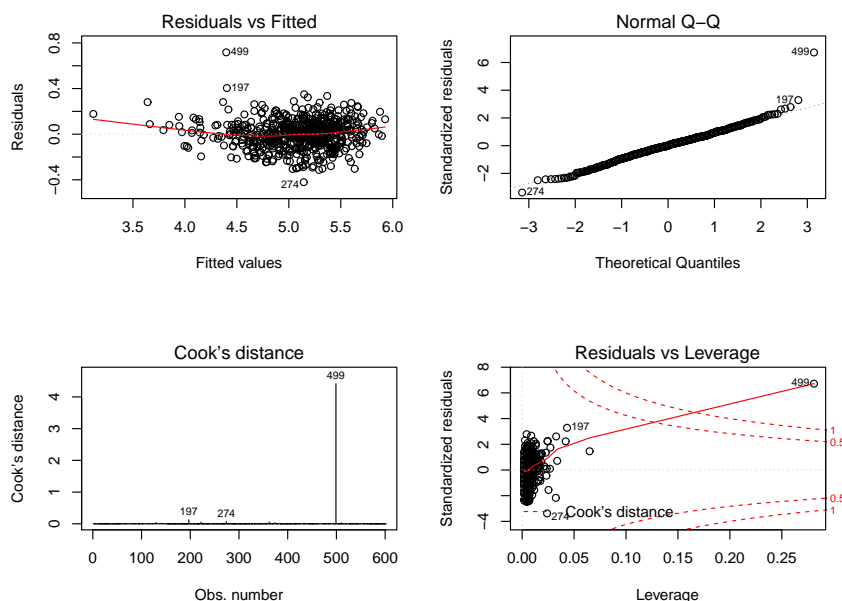 Residuals vs Fitted
Residuals
0.8
0.4
0.0
−0.4
499
197
274
3.5 4.0 4.5 5.0 5.5 6.0
Fitted values
Normal Q−Q
Standardized residuals
6
4
2
0
−2
499
197
274
−3 −2 −1 0 1 2 3
Theoretical Quantiles
Cook's distance
Cook's distance
4
3
2
1
0
499
197
274
0 100 200 300 400 500 600
Obs. number
Residuals vs Leverage
Standardized residuals
8
6
4
2
0
−2
−4
499
197
1
0.5
0.5
1
Cook's distance
274
0.00 0.05 0.10 0.15 0.20 0.25
Leverage